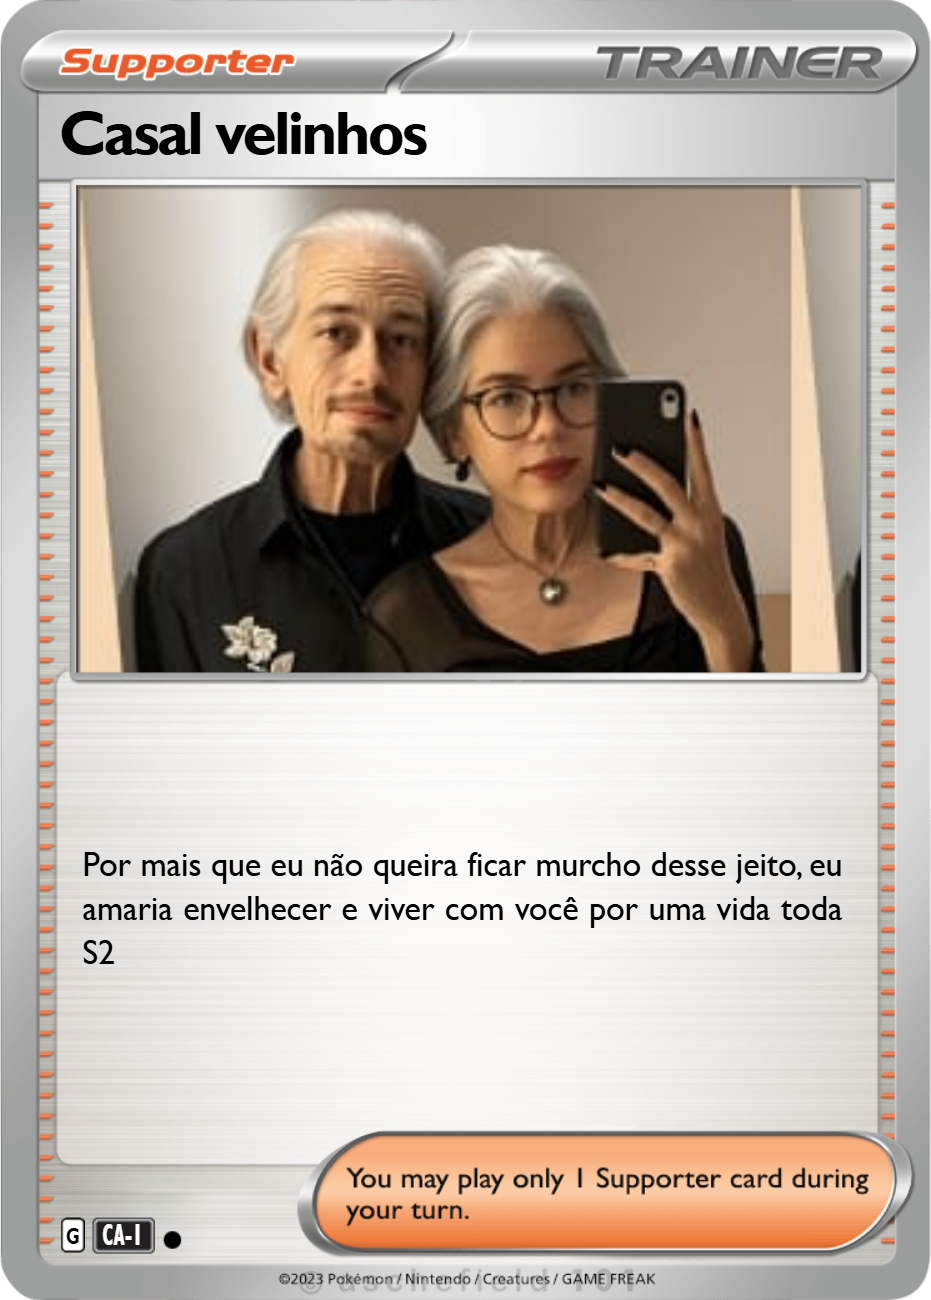 Supporter
TRAINER
Casal velinhos
Por mais que eu não queira ficar murcho desse jeito, eu
amaria envelhecer e viver com você por uma vida toda
S2
You may play only 1 Supporter card during
your turn.
G CA-I
©2023 Pokémon / Nintendo / Creatures / GAME FREAK